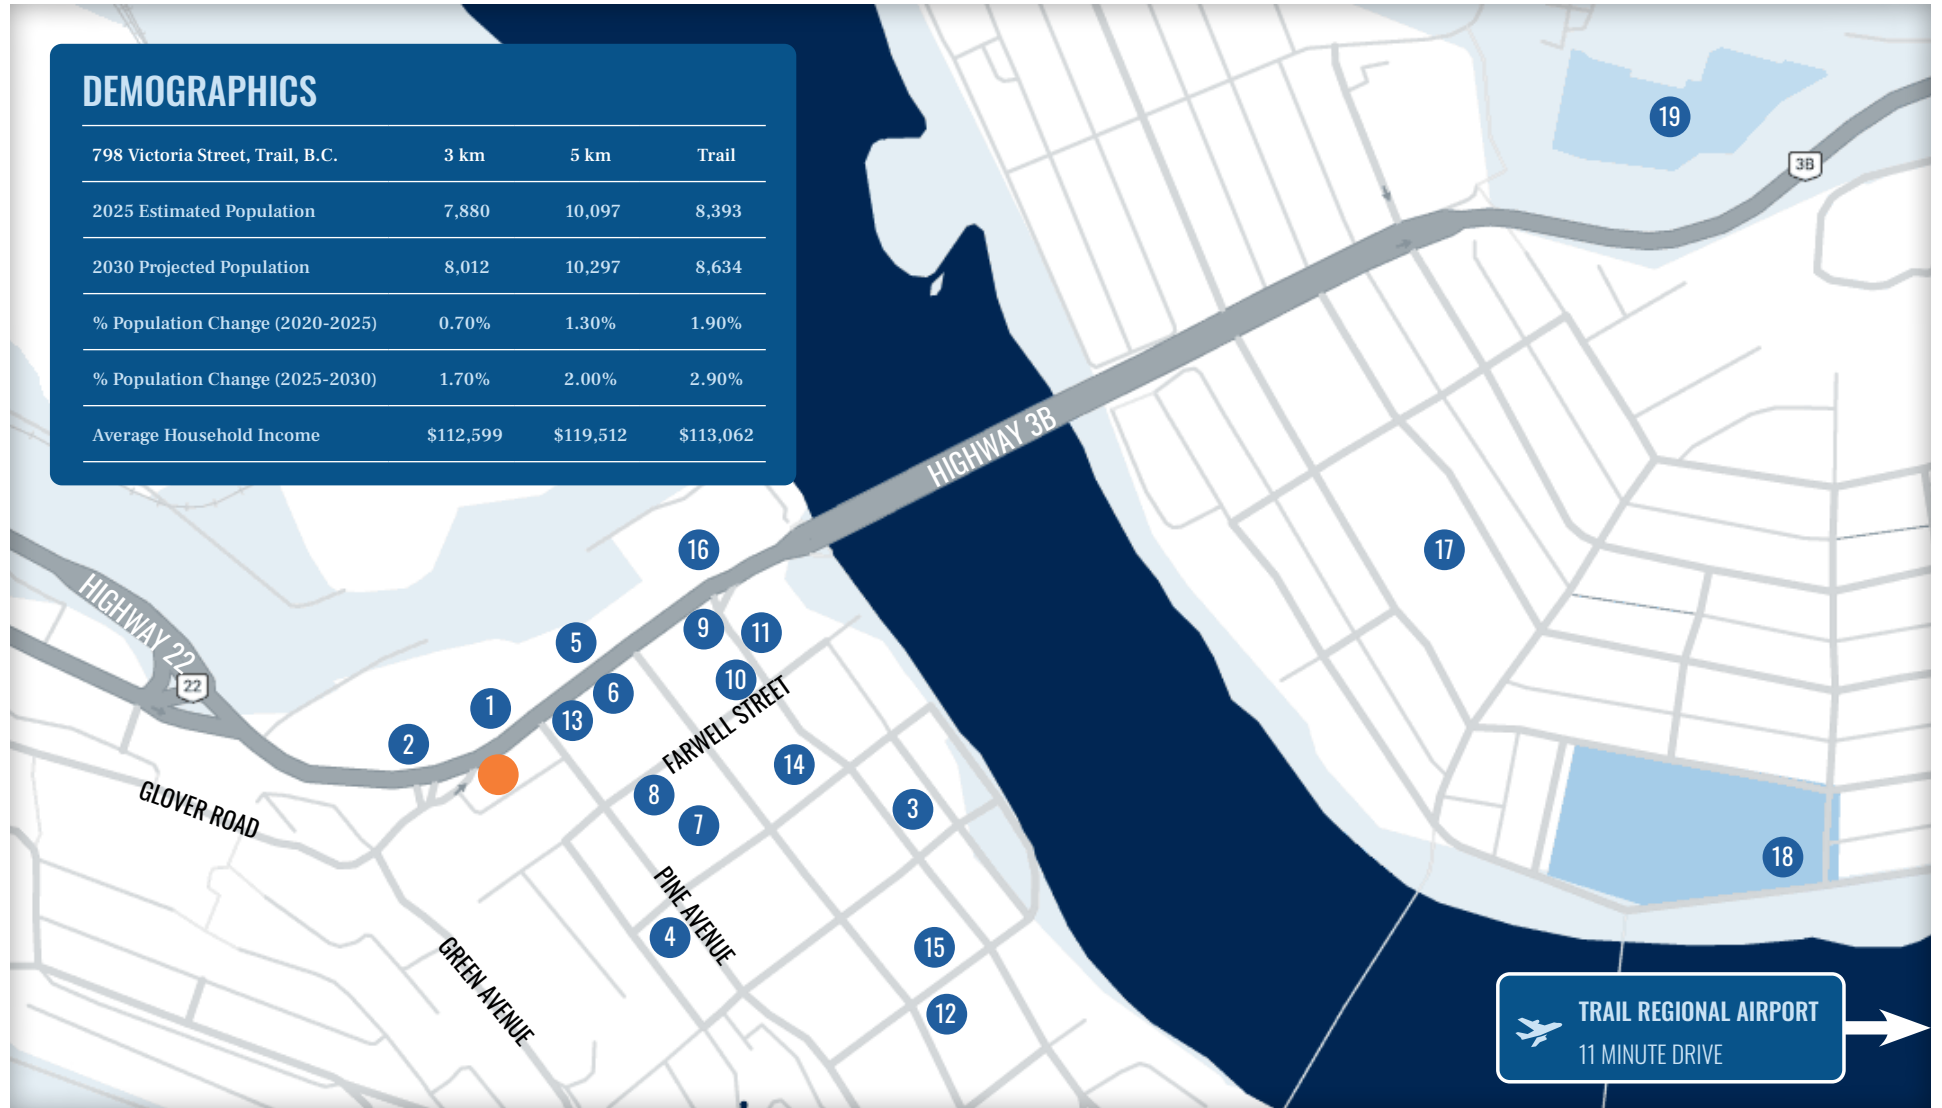 DEMOGRAPHICS
798 Victoria Street, Trail, B.C. 3 km 5 km Trail
2025 Estimated Population 7,880 10,097 8,393
2030 Projected Population 8,012 10,297 8,634
% Population Change (2020-2025) 0.70% 1.30% 1.90%
% Population Change (2025-2030) 1.70% 2.00% 2.90%
Average Household Income $112,599 $119,512 $113,062
19
3B
HIGHWAY 3B
16
17
HIGHWAY 22
22
5
9
11
10
6
1
13
2
FARWELL STREET
14
GLOVER ROAD
8
7
3
18
PINE AVENUE
4
GREEN AVENUE
15
12
TRAIL REGIONAL AIRPORT
11 MINUTE DRIVE